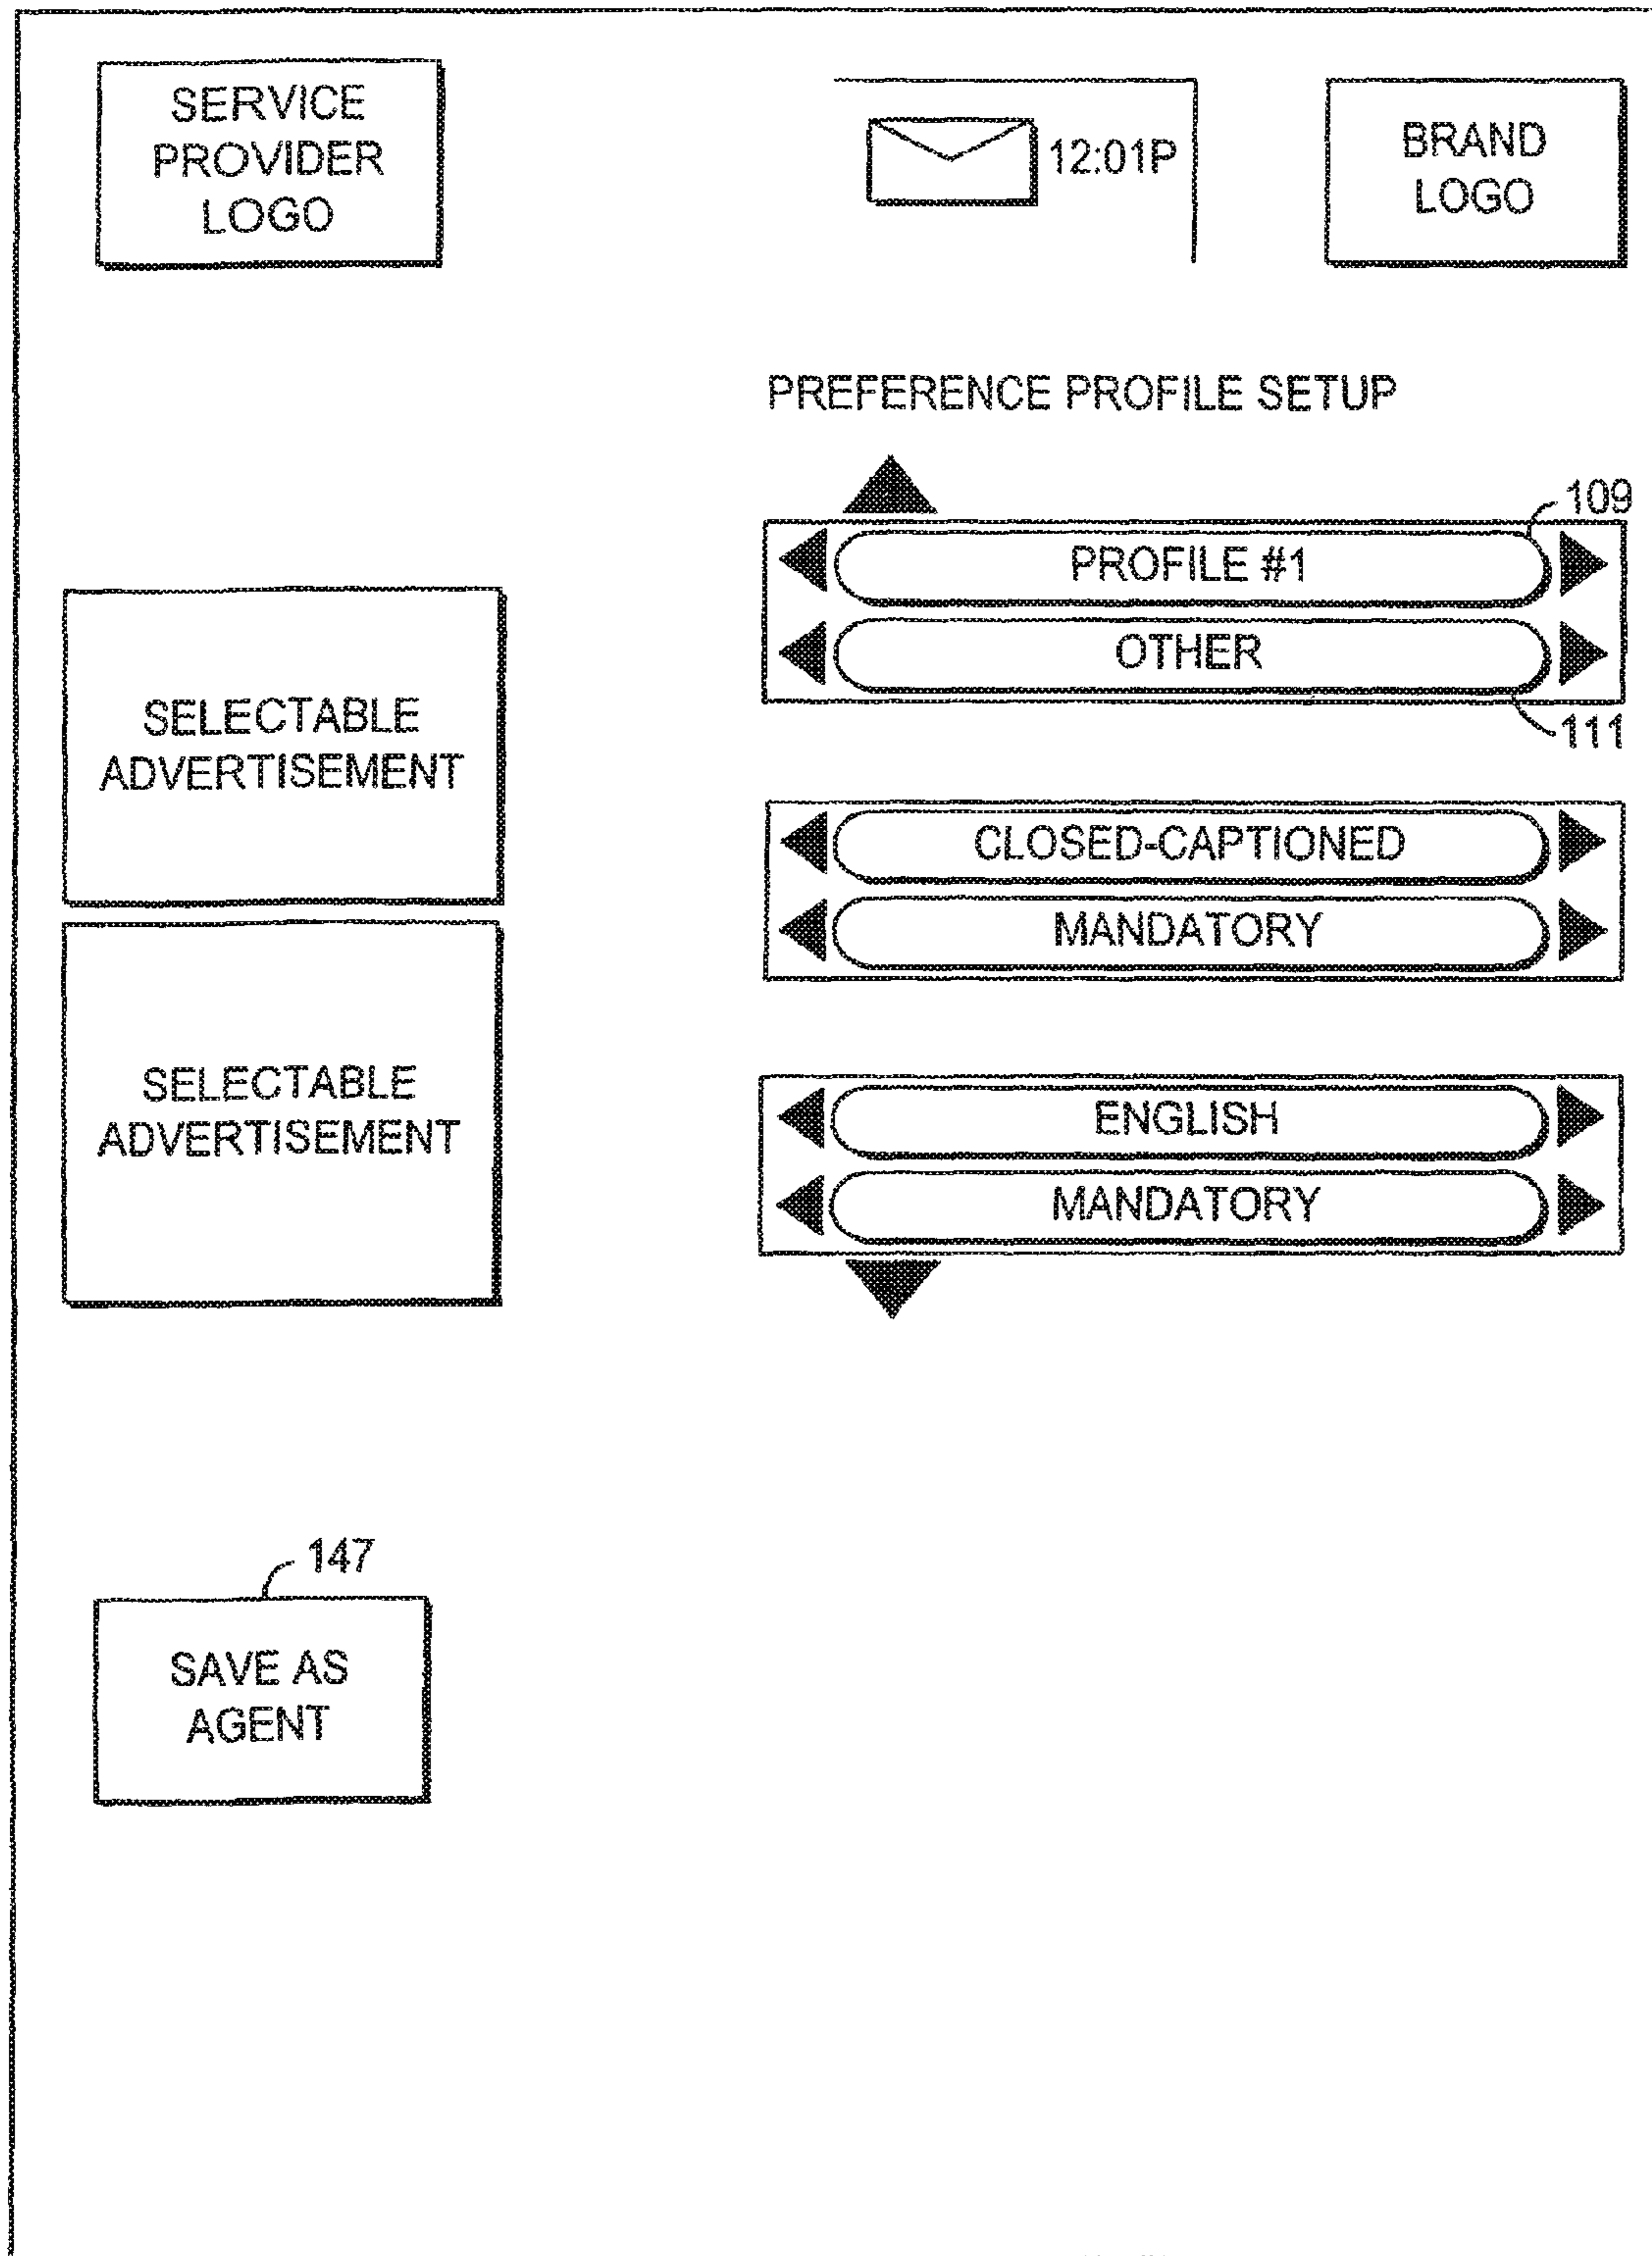 SERVICE
PROVIDER
LOGO
12:01P
BRAND
LOGO
PREFERENCE PROFILE SETUP
109
PROFILE #1
OTHER
111
SELECTABLE
ADVERTISEMENT
CLOSED-CAPTIONED
MANDATORY
SELECTABLE
ADVERTISEMENT
ENGLISH
MANDATORY
147
SAVE AS
AGENT